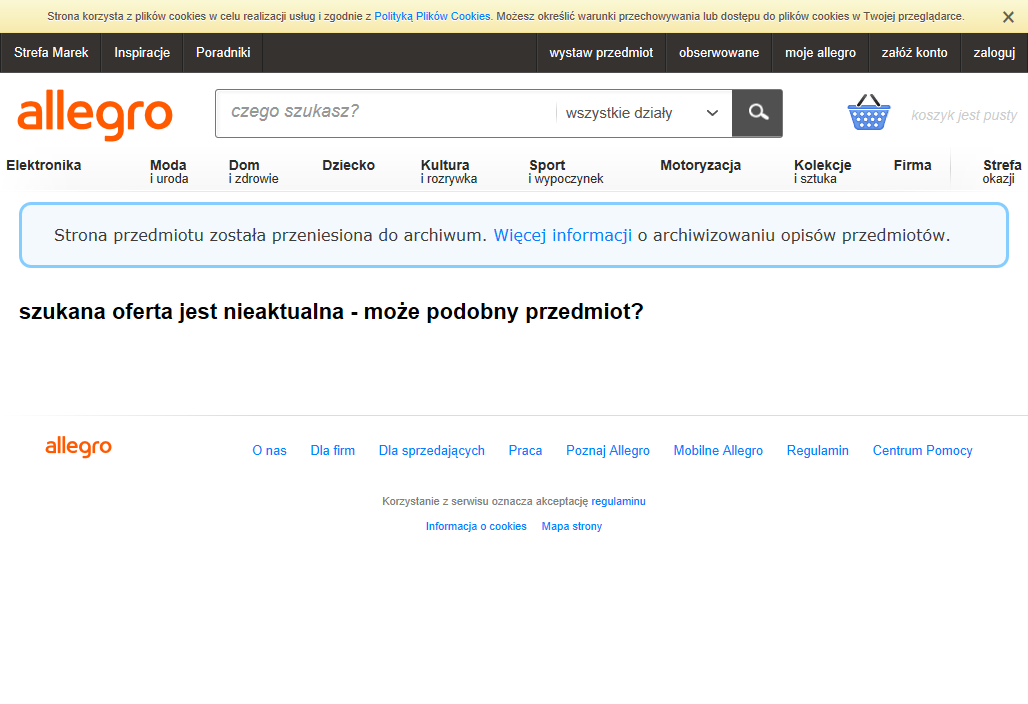 Strona korzysta z plików cookies w celu realizacji usług i zgodnie z Polityką Plików Cookies. Możesz określić warunki przechowywania lub dostępu do plików cookies w Twojej przeglądarce.
Strefa Marek Inspiracje Poradniki wystaw przedmiot obserwowane moje allegro załóż konto zaloguj
allegro czego szukasz? wszystkie działy koszyk jest pusty
Elektronika Moda Dom Dziecko Kultura Sport Motoryzacja Kolekcje Firma Strefa
i uroda i zdrowie i rozrywka i wypoczynek i sztuka okazji
Strona przedmiotu została przeniesiona do archiwum. Więcej informacji o archiwizowaniu opisów przedmiotów.
szukana oferta jest nieaktualna - może podobny przedmiot?
allegro O nas Dla firm Dla sprzedających Praca Poznaj Allegro Mobilne Allegro Regulamin Centrum Pomocy
Korzystanie z serwisu oznacza akceptację regulaminu
Informacja o cookies Mapa strony